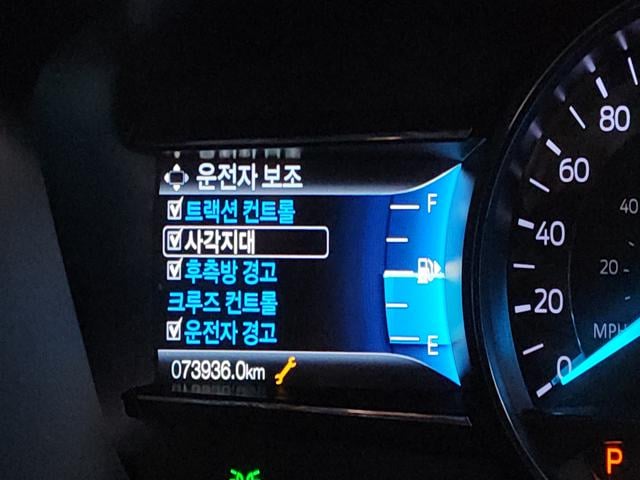 운전자 보조
트랙션 컨트롤
사각지대
후측방 경고
크루즈 컨트롤
운전자 경고
073936.0km
F
E
80
60
40
20
0
40
20
MPH
P